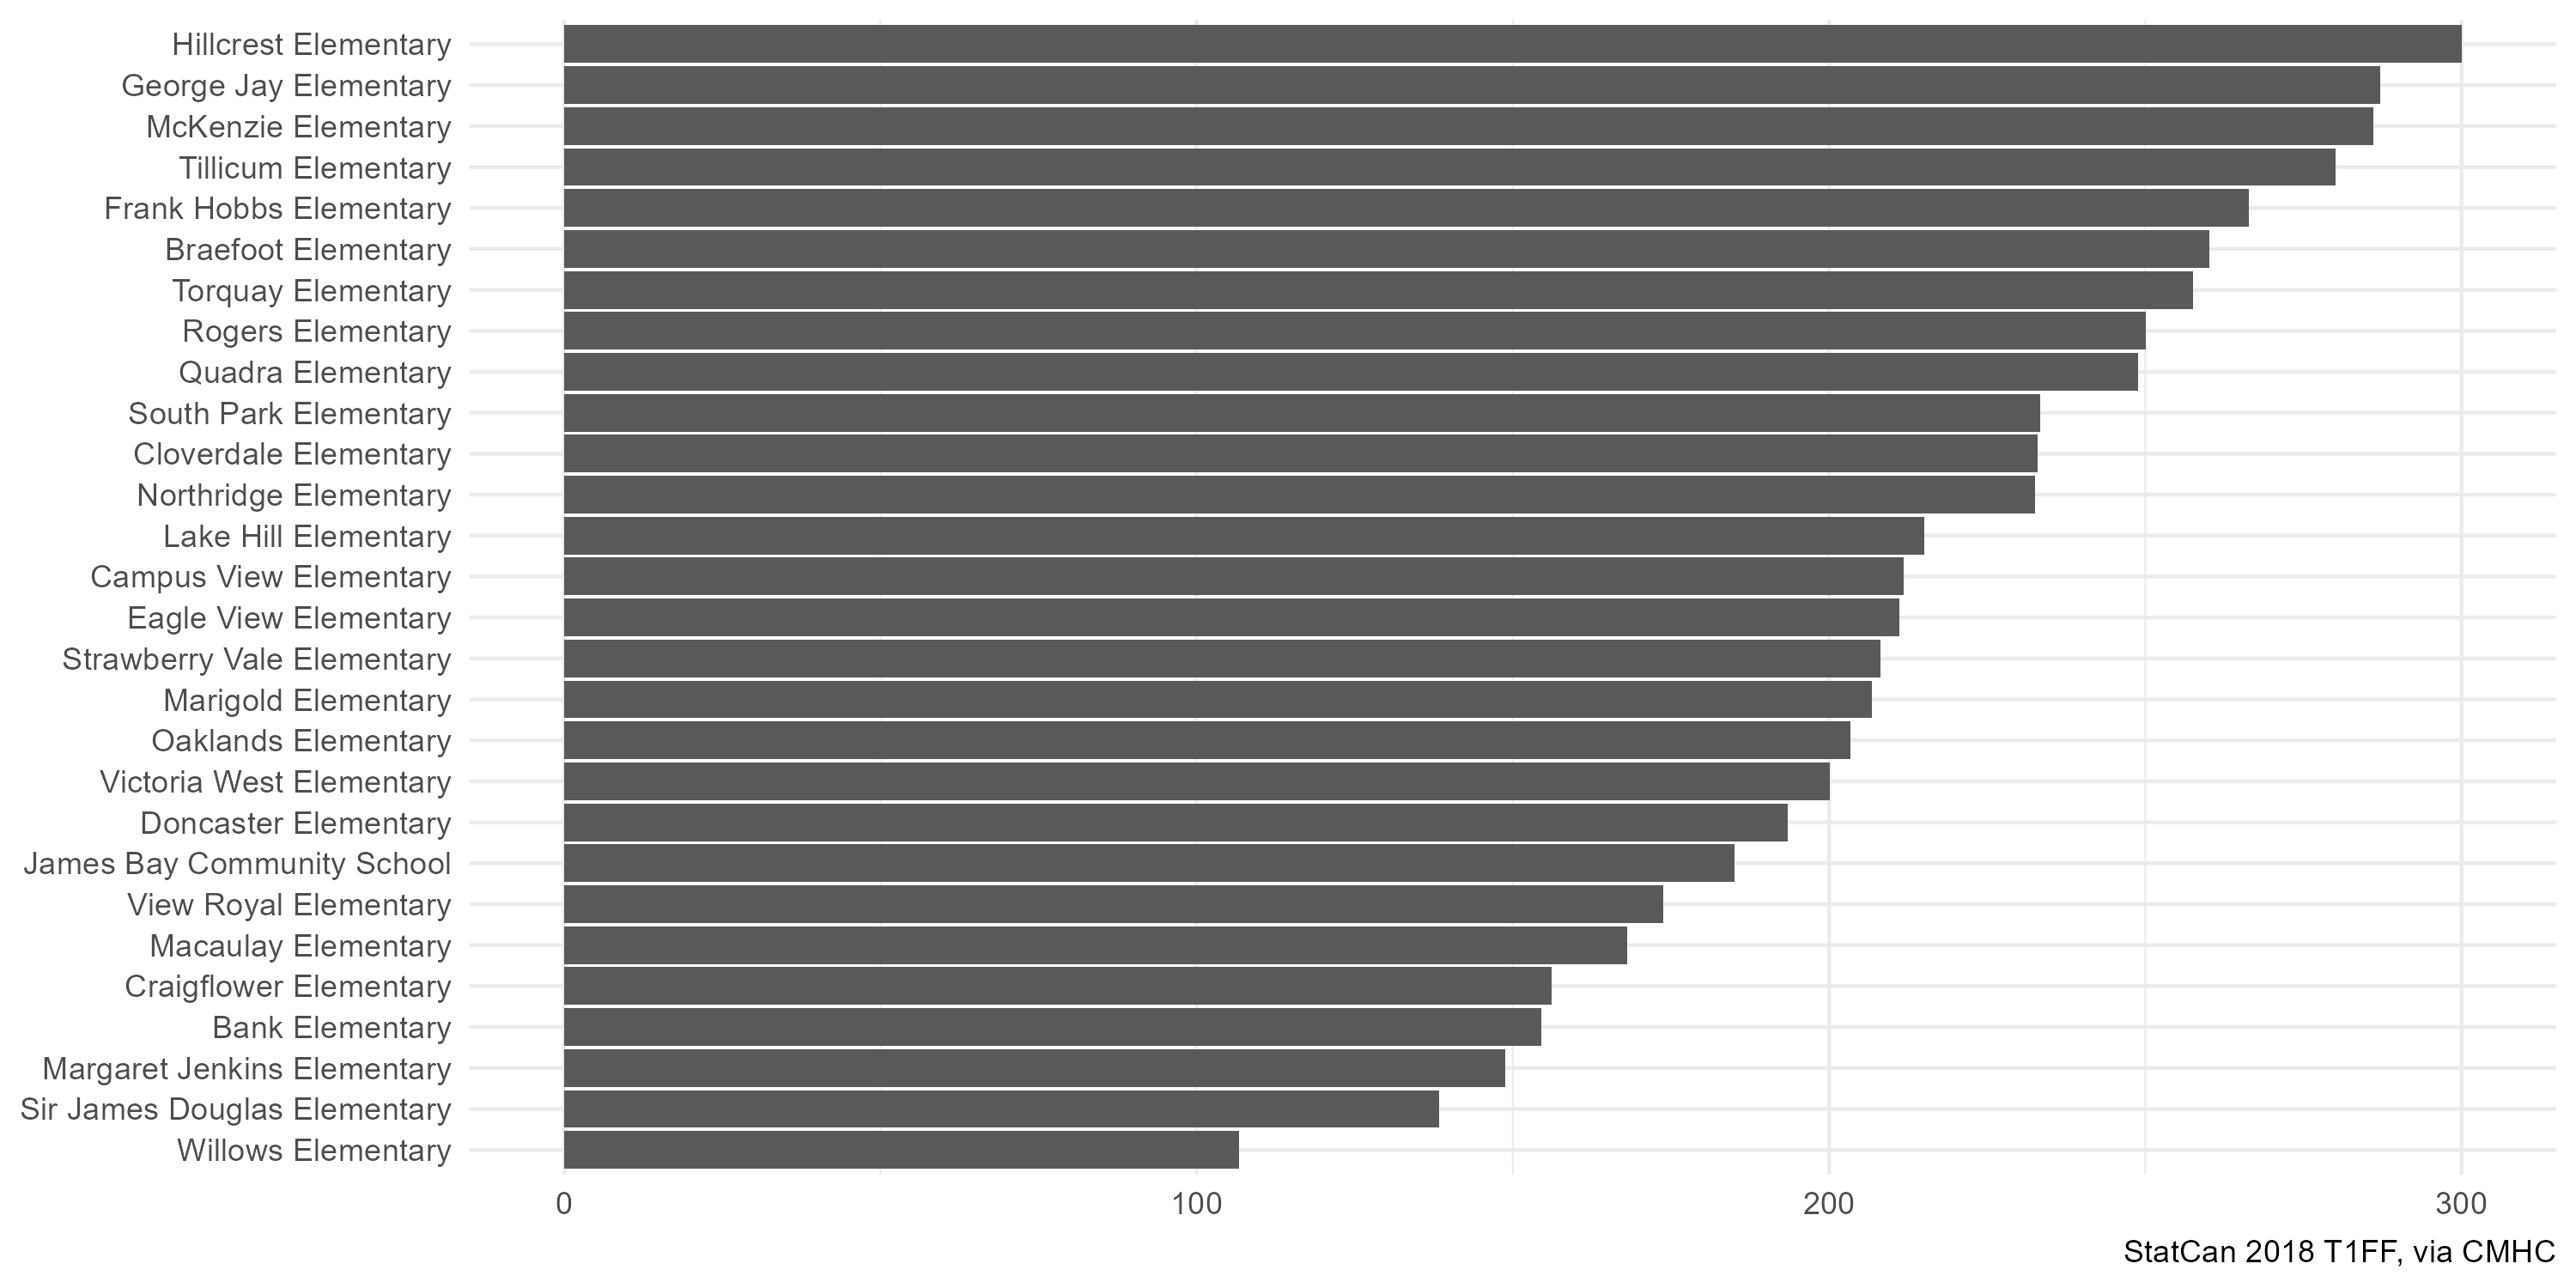 Hillcrest Elementary
George Jay Elementary
McKenzie Elementary
Tillicum Elementary
Frank Hobbs Elementary
Braefoot Elementary
Torquay Elementary
Rogers Elementary
Quadra Elementary
South Park Elementary
Cloverdale Elementary
Northridge Elementary
Lake Hill Elementary
Campus View Elementary
Eagle View Elementary
Strawberry Vale Elementary
Marigold Elementary
Oaklands Elementary
Victoria West Elementary
Doncaster Elementary
James Bay Community School
View Royal Elementary
Macaulay Elementary
Craigflower Elementary
Bank Elementary
Margaret Jenkins Elementary
Sir James Douglas Elementary
Willows Elementary
0 100 200 300
StatCan 2018 T1FF, via CMHC